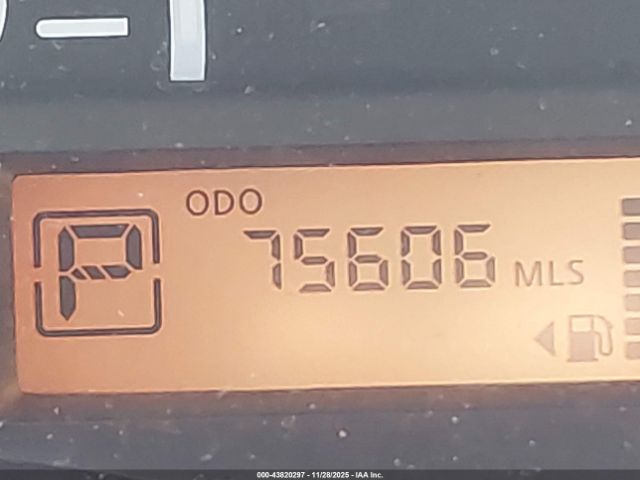 ODO
P 75606 MLS
000-43820297 - 11/28/2025 - IAA Inc.